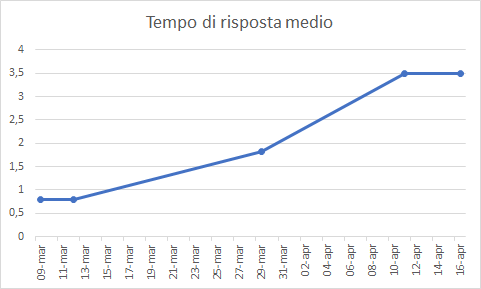 Tempo di risposta medio
4
3,5
3
2,5
2
1,5
1
0,5
0
09-mar
11-mar
13-mar
15-mar
17-mar
19-mar
21-mar
23-mar
25-mar
27-mar
29-mar
31-mar
02-apr
04-apr
06-apr
08-apr
10-apr
12-apr
14-apr
16-apr